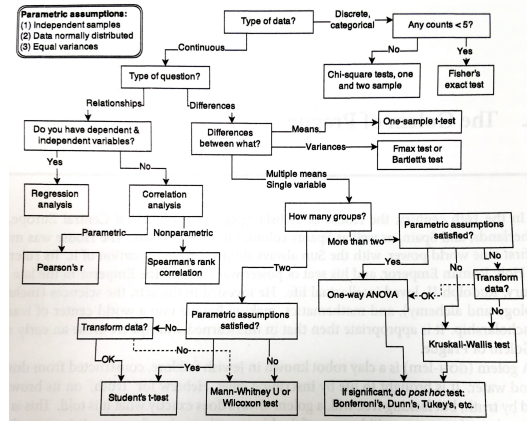 Parametric assumptions:
(1) Independent samples
(2) Data normally distributed
(3) Equal variances
Type of data?
Discrete,
categorical
Any counts < 5?
Continuous
No
Yes
Type of question?
Chi-square tests, one
and two sample
Fisher's
exact test
Relationships
Differences
Do you have dependent &
independent variables?
Differences
between what?
Means
One-sample t-test
Variances
Fmax test or
Bartlett's test
Yes
No
Multiple means
Single variable
Regression
analysis
Correlation
analysis
How many groups?
Parametric assumptions
satisfied?
More than two
Parametric
Nonparametric
Yes
No
Pearson's r
Spearman's rank
correlation
Two
One-way ANOVA
OK
Transform
data?
No
Parametric assumptions
satisfied?
Kruskal-Wallis test
Transform data?
No
No
OK
Yes
No
Student's t-test
Mann-Whitney U or
Wilcoxon test
If significant, do post hoc test:
Bonferroni's, Dunn's, Tukey's, etc.